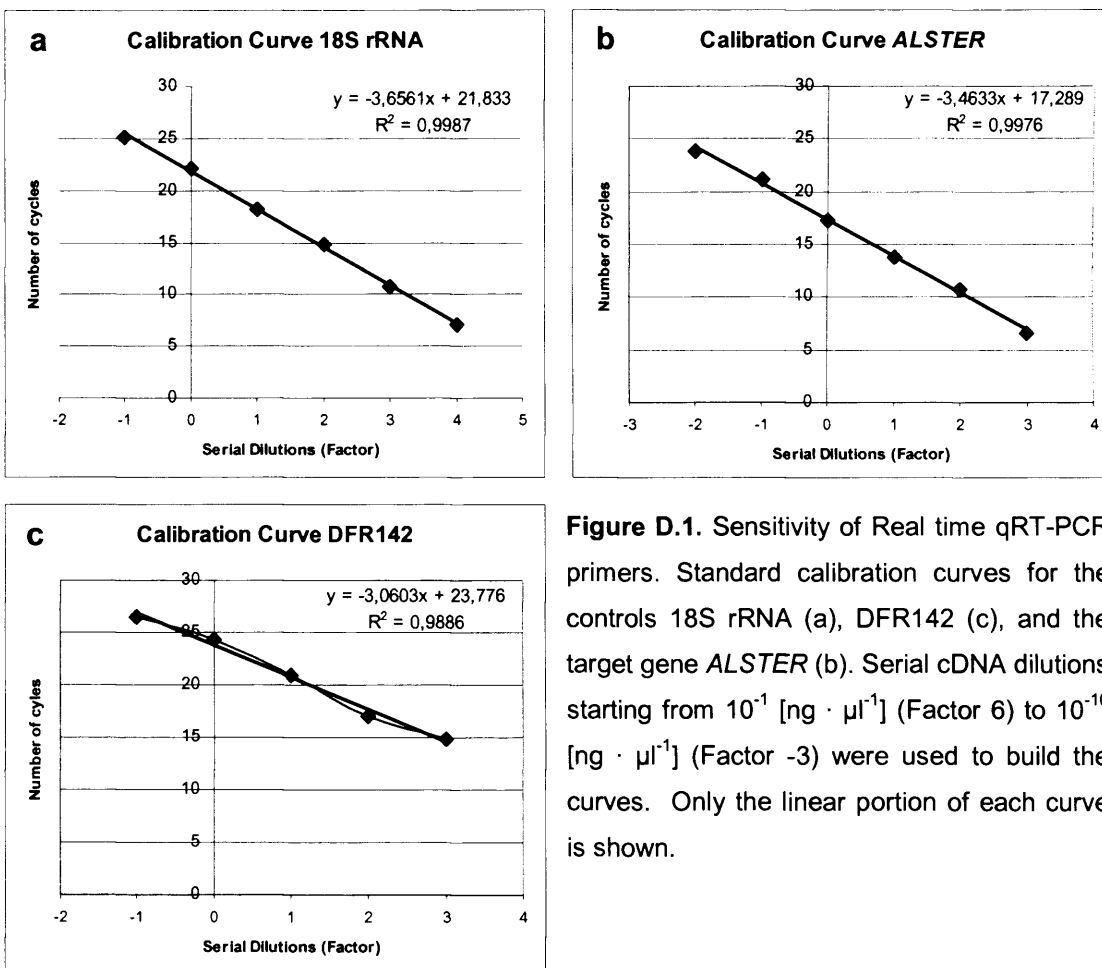 a
Calibration Curve 18S rRNA
y = -3,6561x + 21,833
R² = 0,9987
30
25
20
15
10
5
0
-2 -1 0 1 2 3 4 5
Number of cycles
Serial Dilutions (Factor)
b
Calibration Curve ALSTER
y = -3,4633x + 17,289
R² = 0,9976
30
25
20
15
10
5
0
-3 -2 -1 0 1 2 3 4
Number of cycles
Serial Dilutions (Factor)
c
Calibration Curve DFR142
y = -3,0603x + 23,776
R² = 0,9886
30
25
20
15
10
5
0
-2 -1 0 1 2 3 4
Number of cyles
Serial Dilutions (Factor)
Figure D.1. Sensitivity of Real time qRT-PCR
primers. Standard calibration curves for the
controls 18S rRNA (a), DFR142 (c), and the
target gene ALSTER (b). Serial cDNA dilutions
starting from 10⁻¹ [ng · µl⁻¹] (Factor 6) to 10⁻¹⁰
[ng · µl⁻¹] (Factor -3) were used to build the
curves. Only the linear portion of each curve
is shown.